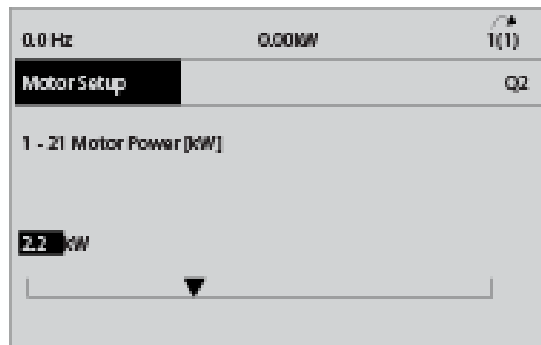 0.0 Hz 0.00kW 1(1)
Motor Setup Q2
1 - 21 Motor Power [kW]
2.2 kW